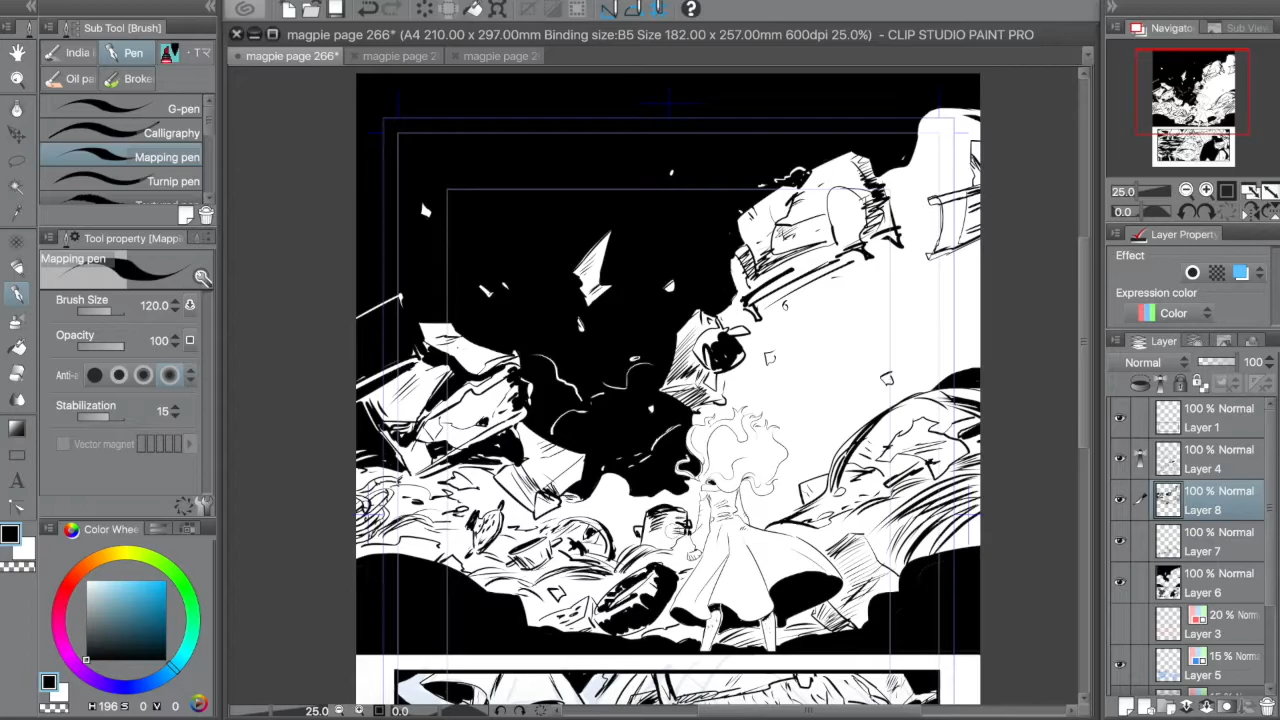 magpie page 266* (A4 210.00 x 297.00mm Binding size:B5 Size 182.00 x 257.00mm 600dpi 25.0%) - CLIP STUDIO PAINT PRO
magpie page 266*
magpie page 2
magpie page 2
Sub Tool [Brush]
India
Pen
Oil pa
Broke
G-pen
Calligraphy
Mapping pen
Turnip pen
Tool property [Mappi
Mapping pen
Brush Size 120.0
Opacity 100
Anti-a
Stabilization 15
Vector magnet
Color Whe
H 196 S 0 V 0
25.0
0.0
Navigato
Sub View
25.0
0.0
Layer Property
Effect
Expression color
Color
Layer
Normal 100
100 % Normal
Layer 1
100 % Normal
Layer 4
100 % Normal
Layer 8
100 % Normal
Layer 7
100 % Normal
Layer 6
20 % Norm
Layer 3
15 % Norma
Layer 5